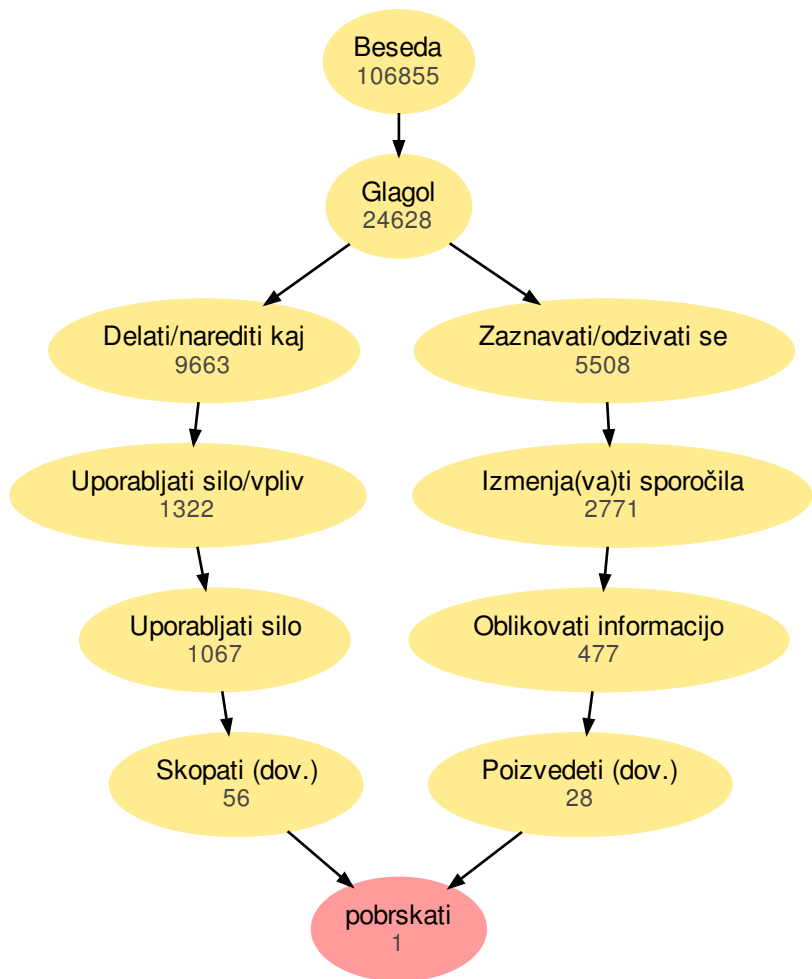 Beseda
106855
Glagol
24628
Delati/narediti kaj
9663
Zaznavati/odzivati se
5508
Uporabljati silo/vpliv
1322
Izmenja(va)ti sporočila
2771
Uporabljati silo
1067
Oblikovati informacijo
477
Skopati (dov.)
56
Poizvedeti (dov.)
28
pobrskati
1